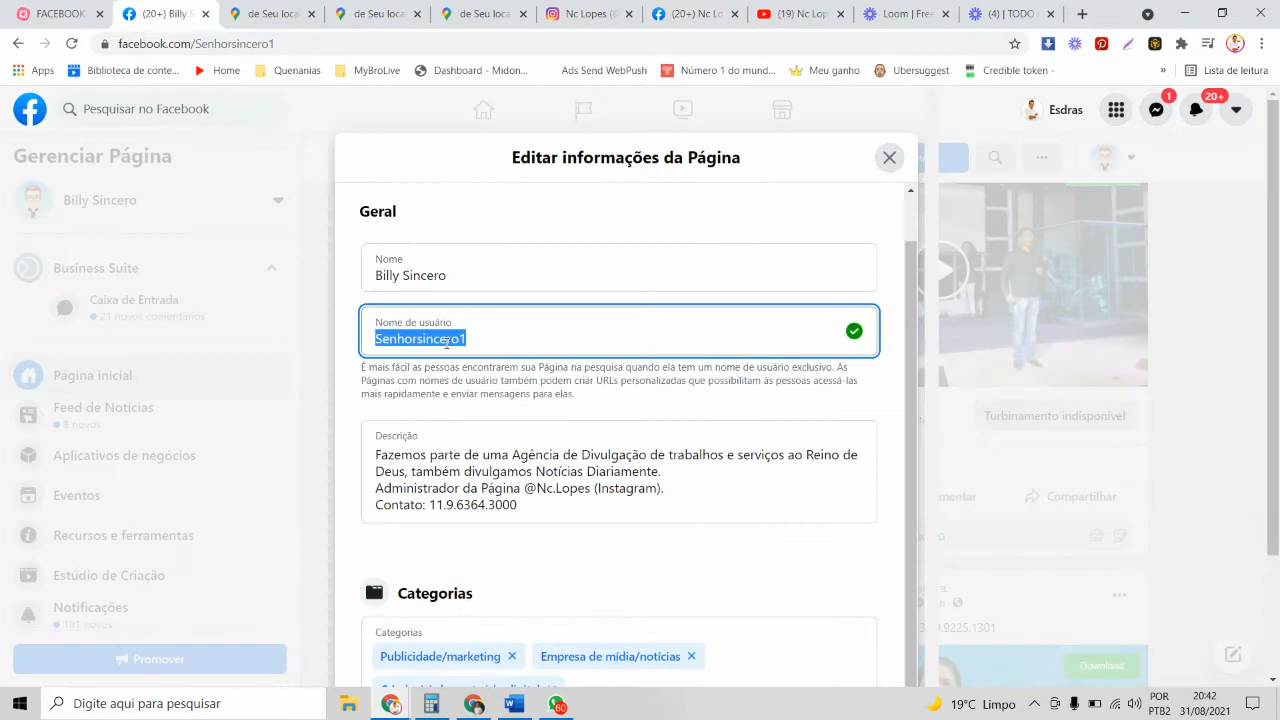 FACEBOOK
(20+) Billy S
de Seu loca
de Seu loca
de Seu loca
Nc Lopes (
(20+) Nc L
(19) Nc Lop
Loom | Free
(4) | TODO
facebook.com/Senhorsincero1
Apps
Biblioteca de conte...
Home
Quenanias
MyBroLive
Dashboard - Midon...
Ads Send WebPush
Número 1 do mund...
Meu ganho
Ubersuggest
Credible token -
»
Lista de leitura
Pesquisar no Facebook
Esdras
1
20+
Gerenciar Página
Editar informações da Página
Billy Sincero
Business Suite
Caixa de Entrada
21 novos comentários
Página inicial
Feed de Notícias
8 novos
Aplicativos de negócios
Eventos
Recursos e ferramentas
Estúdio de Criação
Notificações
181 novos
Promover
Geral
Nome
Billy Sincero
Nome de usuário
Senhorsincero1
É mais fácil as pessoas encontrarem sua Página na pesquisa quando ela tem um nome de usuário exclusivo. As
Páginas com nomes de usuário também podem criar URLs personalizadas que possibilitam às pessoas acessá-las
mais rapidamente e enviar mensagens para elas.
Descrição
Fazemos parte de uma Agência de Divulgação de trabalhos e serviços ao Reino de
Deus, também divulgamos Notícias Diariamente.
Administrador da Página @Nc.Lopes (Instagram).
Contato: 11.9.6364.3000
Categorias
Categorias
Publicidade/marketing
Empresa de mídia/notícias
Turbinamento indisponível
mentar
Compartilhar
.9225:1301
Download
Digite aqui para pesquisar
60
19°C Limpo
POR
PTB2
20:42
31/08/2021